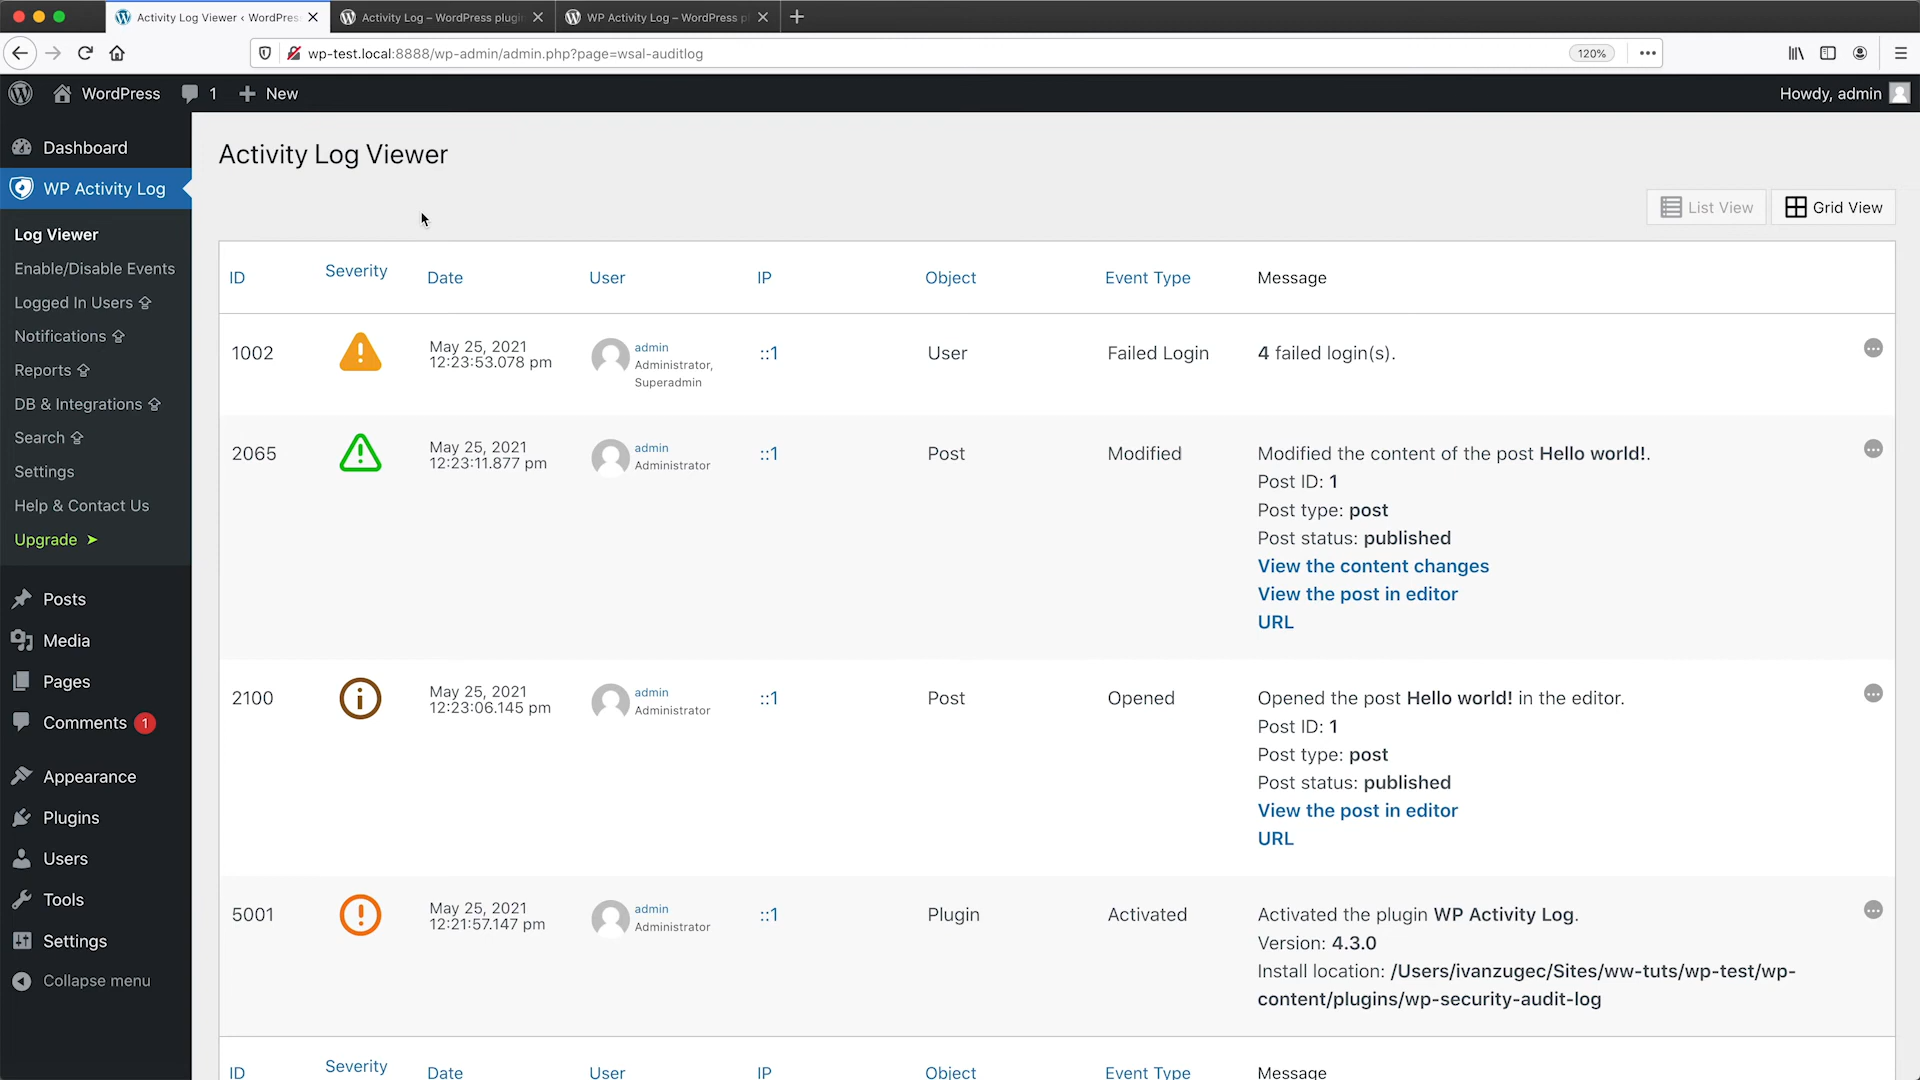 Activity Log Viewer ‹ WordPress
Activity Log – WordPress plugin
WP Activity Log – WordPress p
wp-test.local:8888/wp-admin/admin.php?page=wsal-auditlog
120%
WordPress
1
New
Howdy, admin
Dashboard
WP Activity Log
Log Viewer
Enable/Disable Events
Logged In Users
Notifications
Reports
DB & Integrations
Search
Settings
Help & Contact Us
Upgrade ➤
Posts
Media
Pages
Comments 1
Appearance
Plugins
Users
Tools
Settings
Collapse menu
Activity Log Viewer
List View
Grid View
ID Severity Date User IP Object Event Type Message
1002
May 25, 2021
12:23:53.078 pm
admin
Administrator,
Superadmin
::1
User
Failed Login
4 failed login(s).
2065
May 25, 2021
12:23:11.877 pm
admin
Administrator
::1
Post
Modified
Modified the content of the post Hello world!.
Post ID: 1
Post type: post
Post status: published
View the content changes
View the post in editor
URL
2100
May 25, 2021
12:23:06.145 pm
admin
Administrator
::1
Post
Opened
Opened the post Hello world! in the editor.
Post ID: 1
Post type: post
Post status: published
View the post in editor
URL
5001
May 25, 2021
12:21:57.147 pm
admin
Administrator
::1
Plugin
Activated
Activated the plugin WP Activity Log.
Version: 4.3.0
Install location: /Users/ivanzugec/Sites/ww-tuts/wp-test/wp-
content/plugins/wp-security-audit-log
ID Severity Date User IP Object Event Type Message